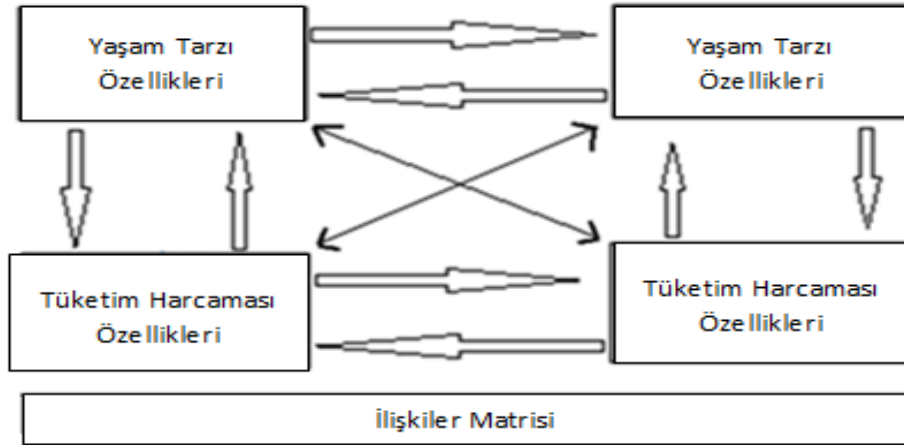 Yaşam Tarzı
Özellikleri
Yaşam Tarzı
Özellikleri
Tüketim Harcaması
Özellikleri
Tüketim Harcaması
Özellikleri
İlişkiler Matrisi